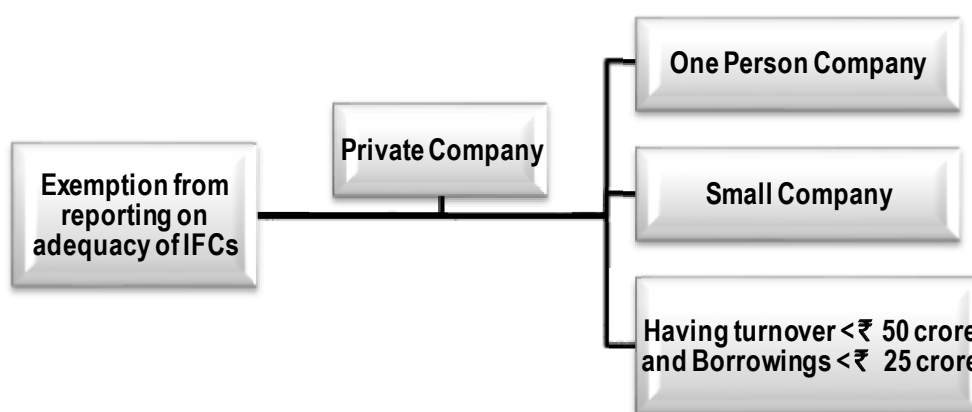 Exemption from
reporting on
adequacy of IFCs
Private Company
One Person Company
Small Company
Having turnover <₹ 50 crore
and Borrowings <₹ 25 crore